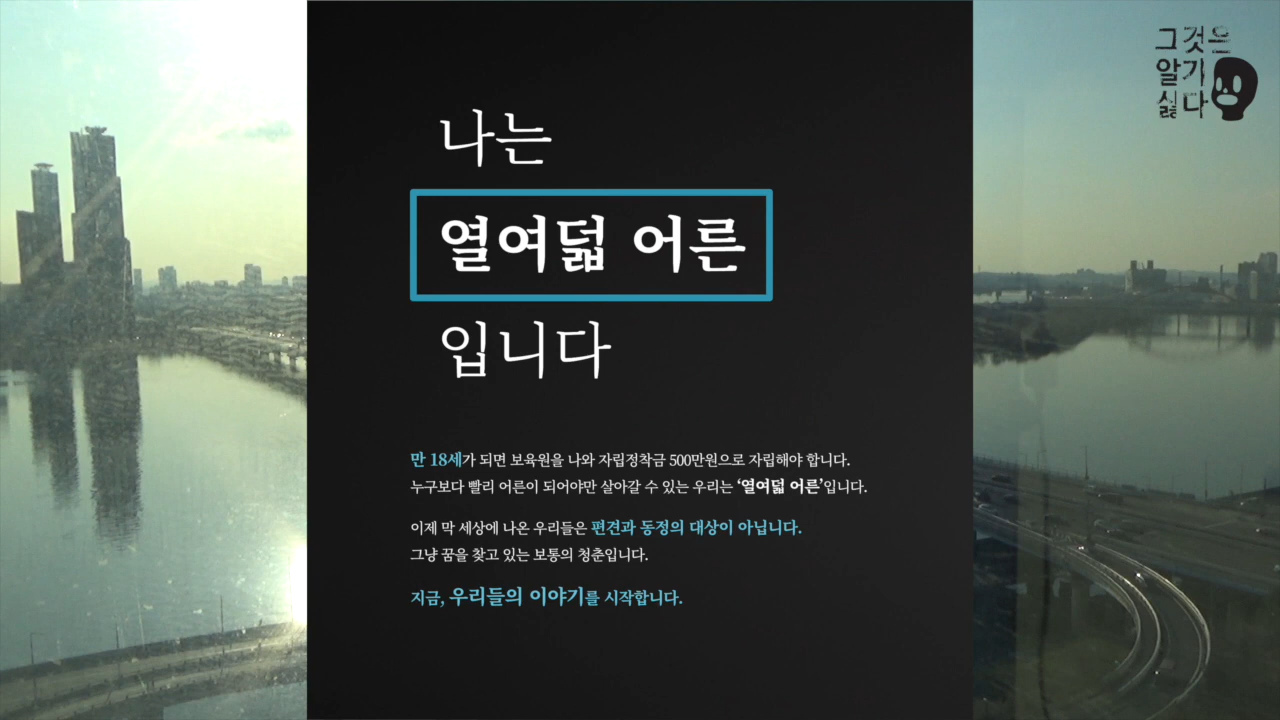 그것은
알기
싫다
나는
열여덟 어른
입니다
만 18세가 되면 보육원을 나와 자립정착금 500만원으로 자립해야 합니다.
누구보다 빨리 어른이 되어야만 살아갈 수 있는 우리는 ‘열여덟 어른’입니다.
이제 막 세상에 나온 우리들은 편견과 동정의 대상이 아닙니다.
그냥 꿈을 찾고 있는 보통의 청춘입니다.
지금, 우리들의 이야기를 시작합니다.